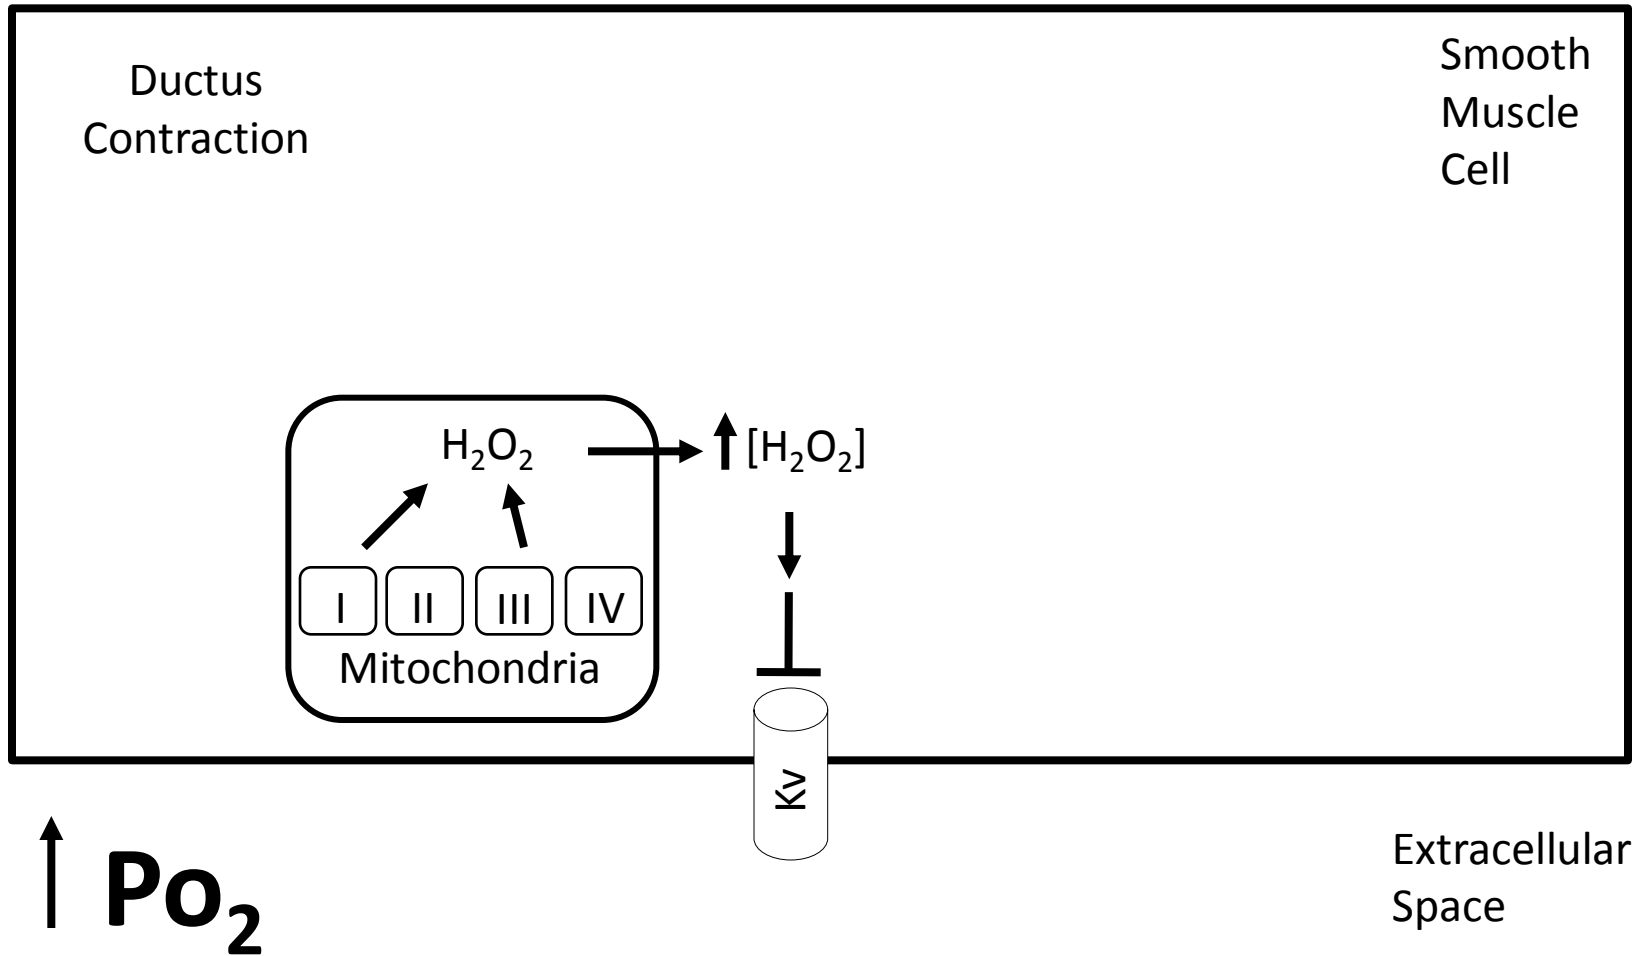 Ductus
Contraction
Smooth
Muscle
Cell
H₂O₂
[H₂O₂]
I II III IV
Mitochondria
Kv
Po₂
Extracellular
Space